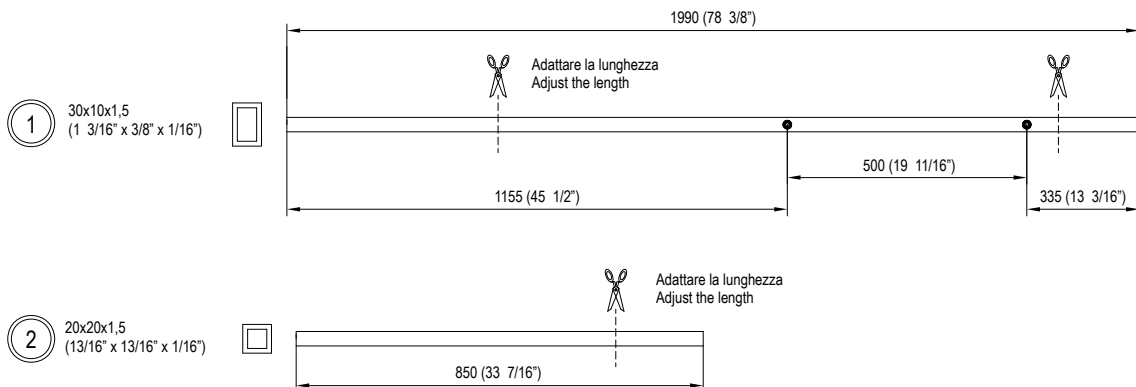 1990 (78 3/8”)
Adattare la lunghezza
Adjust the length
1
30x10x1,5
(1 3/16” x 3/8” x 1/16”)
500 (19 11/16”)
1155 (45 1/2”)
335 (13 3/16”)
Adattare la lunghezza
Adjust the length
2
20x20x1,5
(13/16” x 13/16” x 1/16”)
850 (33 7/16”)